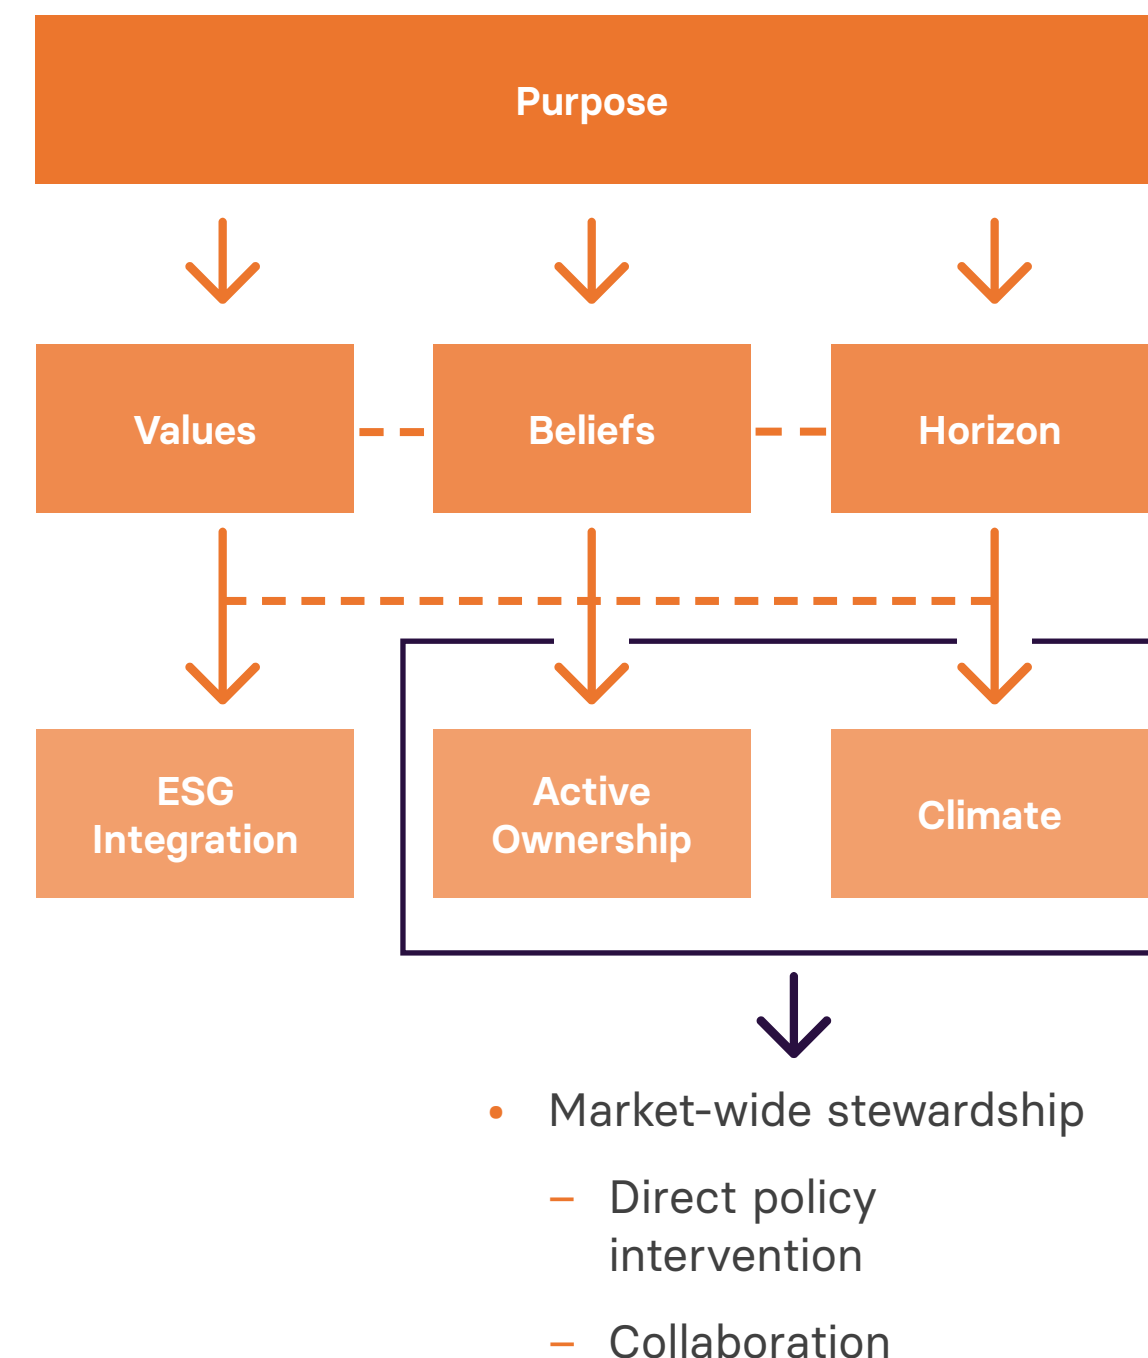 Purpose
Values
Beliefs
Horizon
ESG
Integration
Active
Ownership
Climate
• Market-wide stewardship
– Direct policy
intervention
– Collaboration